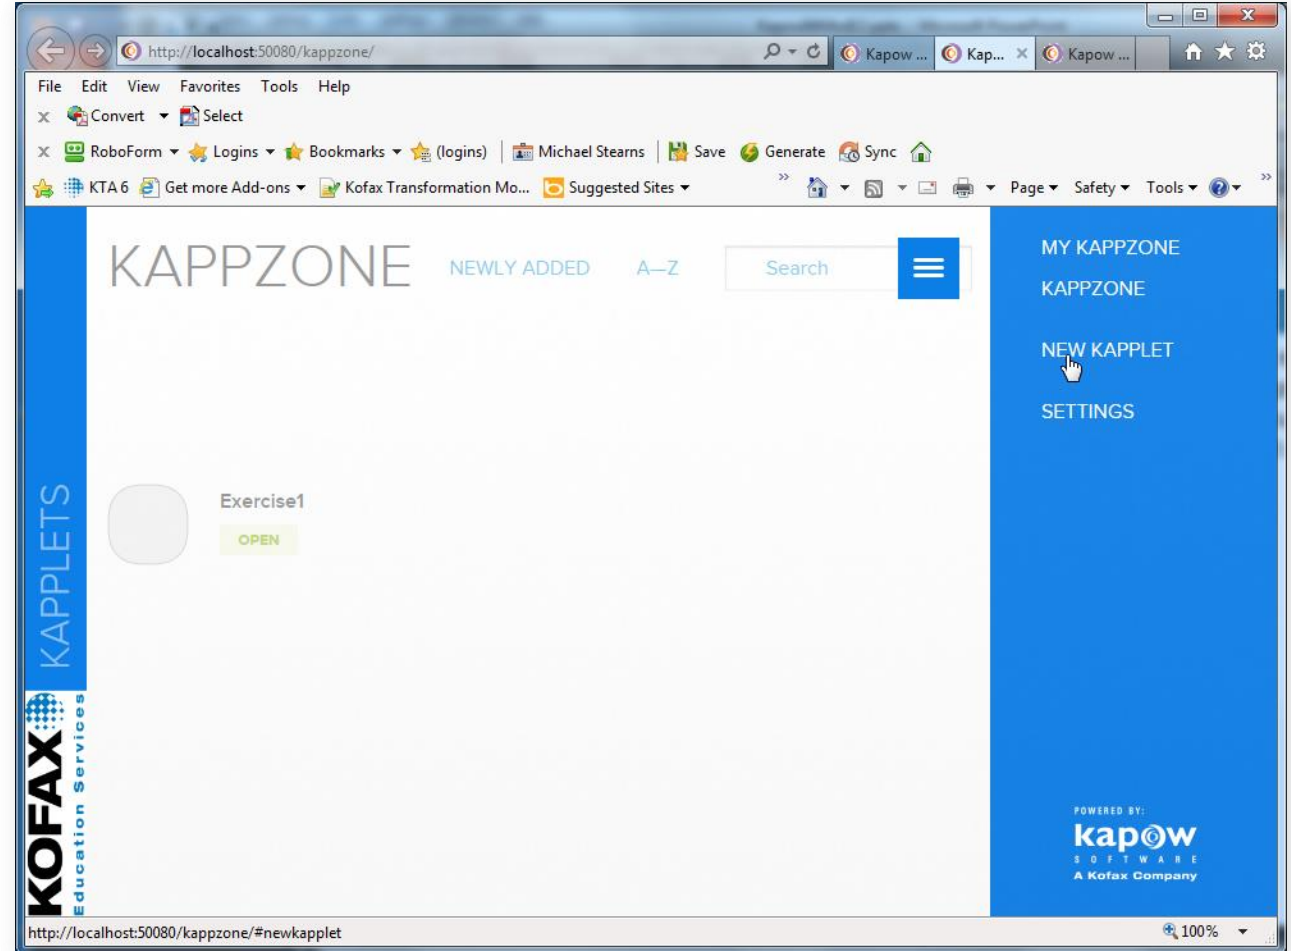 http://localhost:50080/kappzone/
Kapow ...
Kap...
Kapow ...
File Edit View Favorites Tools Help
Convert Select
RoboForm Logins Bookmarks (logins) Michael Stearns Save Generate Sync
KTA 6 Get more Add-ons Kofax Transformation Mo... Suggested Sites Page Safety Tools
KAPPZONE NEWLY ADDED A—Z Search
MY KAPPZONE
KAPPZONE
NEW KAPPLET
SETTINGS
Exercise1
OPEN
KAPPLETS
KOFAX
Education Services
POWERED BY:
kapow
SOFTWARE
A Kofax Company
http://localhost:50080/kappzone/#newkapplet
100%